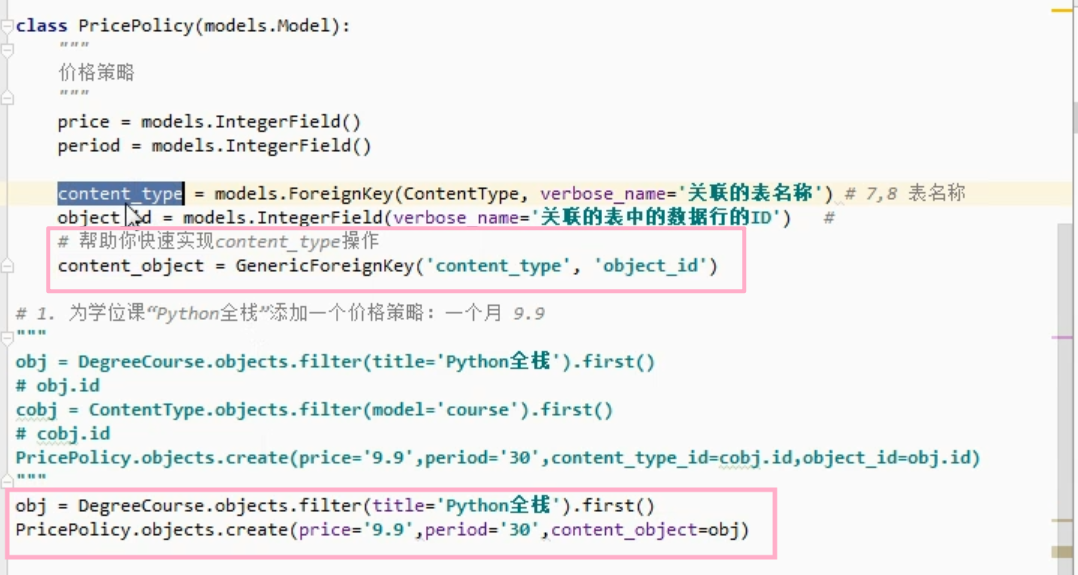 class PricePolicy(models.Model):
"""
价格策略
"""
price = models.IntegerField()
period = models.IntegerField()
content_type = models.ForeignKey(ContentType, verbose_name='关联的表名称') # 7,8 表名称
object_id = models.IntegerField(verbose_name='关联的表中的数据行的ID') #
# 帮助你快速实现content_type操作
content_object = GenericForeignKey('content_type', 'object_id')
# 1. 为学位课“Python全栈”添加一个价格策略：一个月 9.9
"""
obj = DegreeCourse.objects.filter(title='Python全栈').first()
# obj.id
cobj = ContentType.objects.filter(model='course').first()
# cobj.id
PricePolicy.objects.create(price='9.9',period='30',content_type_id=cobj.id,object_id=obj.id)
"""
obj = DegreeCourse.objects.filter(title='Python全栈').first()
PricePolicy.objects.create(price='9.9',period='30',content_object=obj)